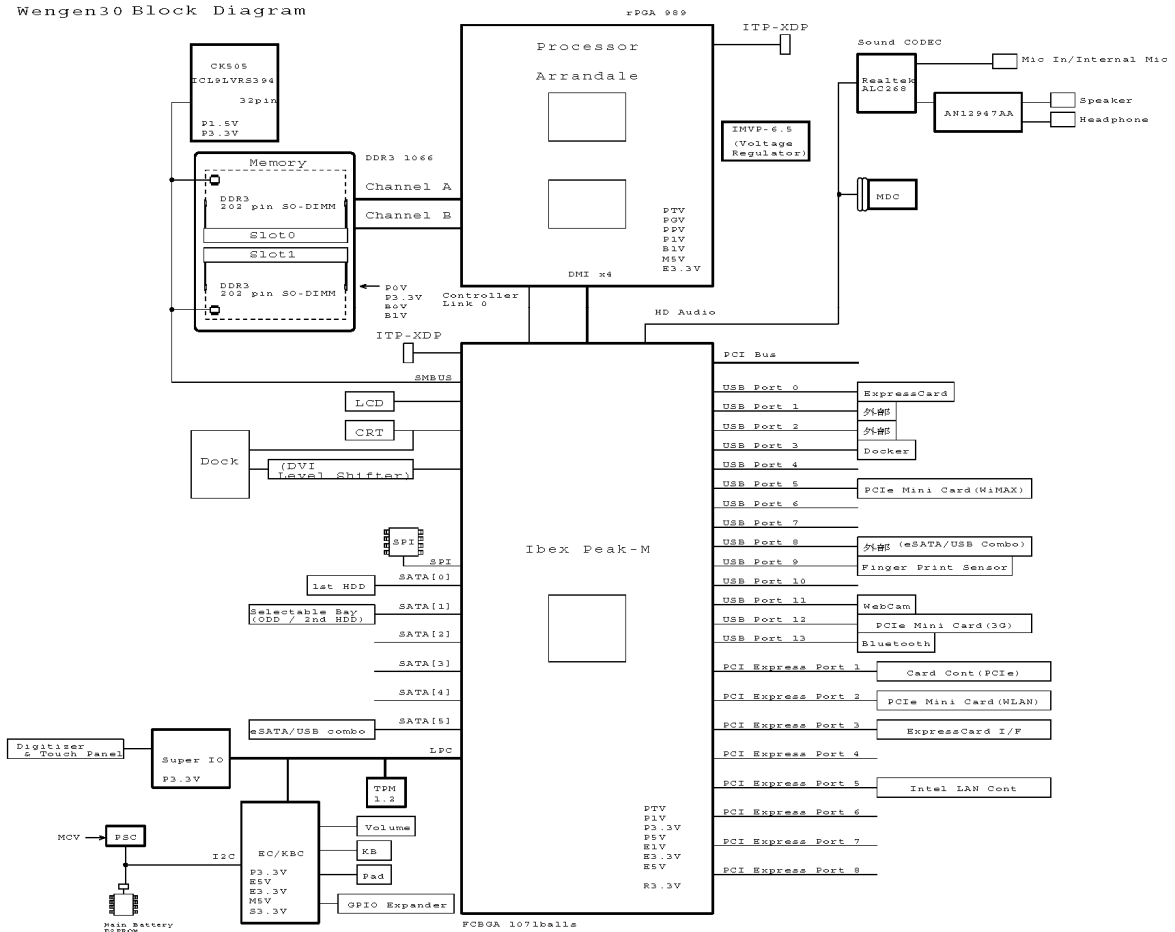 Wengen30 Block Diagram
rPGA 989
Processor
Arrandale
ITP-XDP
Sound CODEC
Realtek
ALC268
Mic In/Internal Mic
AN12947AA
Speaker
Headphone
CK505
ICL9LVRS394
32pin
P1.5V
P3.3V
IMVP-6.5
(Voltage
Regulator)
Memory
DDR3 1066
Channel A
Channel B
DDR3
202 pin SO-DIMM
Slot0
Slot1
DDR3
202 pin SO-DIMM
P0V
P3.3V
B0V
B1V
MDC
PTV
PGV
PPV
P1V
B1V
M5V
E3.3V
DMI x4
Controller
Link 0
HD Audio
ITP-XDP
SMBUS
LCD
CRT
Dock
(DVI
Level Shifter)
SPI
SPI
Ibex Peak-M
1st HDD
SATA[0]
Selectable Bay
(ODD / 2nd HDD)
SATA[1]
SATA[2]
SATA[3]
SATA[4]
SATA[5]
eSATA/USB combo
Digitizer
& Touch Panel
Super IO
P3.3V
LPC
TPM
1.2
MCV
PSC
I2C
EC/KBC
P3.3V
E5V
E3.3V
M5V
S3.3V
Volume
KB
Pad
GPIO Expander
Main Battery
EEPROM
FCBGA 1071balls
PTV
P1V
P3.3V
P5V
E1V
E3.3V
E5V
R3.3V
PCI Bus
USB Port 0
ExpressCard
USB Port 1
外部
USB Port 2
外部
USB Port 3
Docker
USB Port 4
USB Port 5
PCIe Mini Card(WiMAX)
USB Port 6
USB Port 7
USB Port 8
外部 (eSATA/USB Combo)
USB Port 9
Finger Print Sensor
USB Port 10
USB Port 11
WebCam
USB Port 12
PCIe Mini Card(3G)
USB Port 13
Bluetooth
PCI Express Port 1
Card Cont(PCIe)
PCI Express Port 2
PCIe Mini Card(WLAN)
PCI Express Port 3
ExpressCard I/F
PCI Express Port 4
PCI Express Port 5
Intel LAN Cont
PCI Express Port 6
PCI Express Port 7
PCI Express Port 8